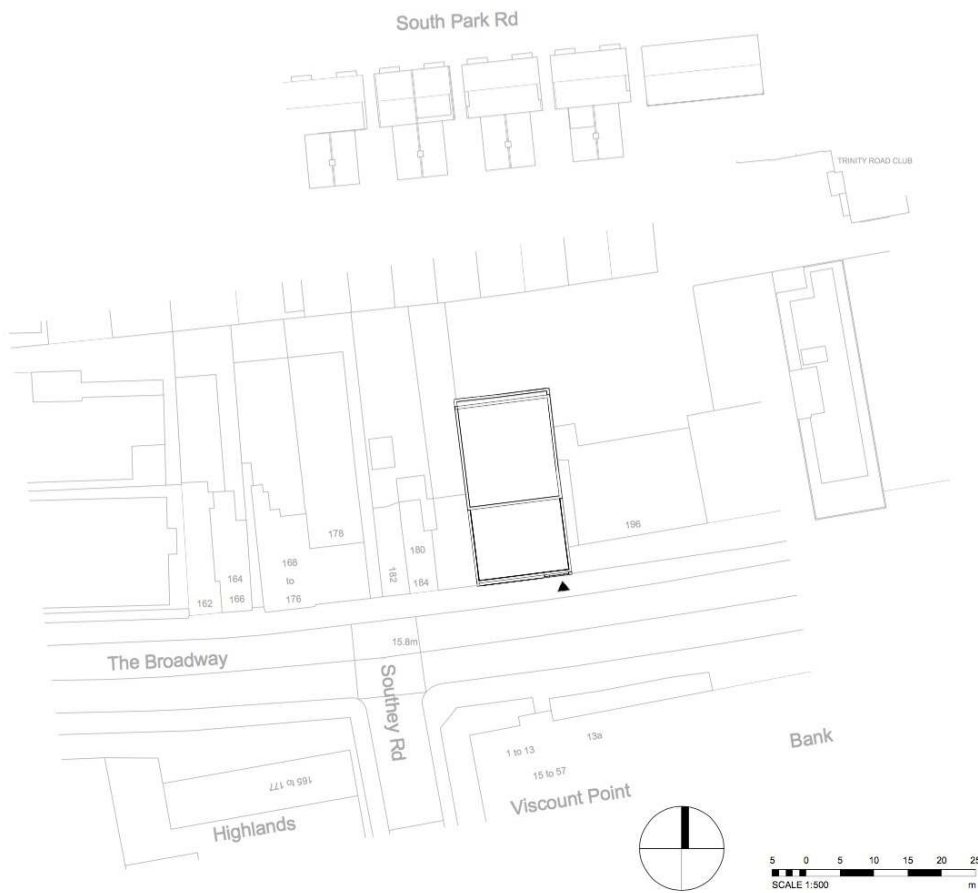 South Park Rd
TRINITY ROAD CLUB
196
178
180
168
164
182
184
to
166
162
176
15.8m
The Broadway
Southey Rd
13a
1 to 13
Bank
15 to 57
165 to 177
Viscount Point
Highlands
5 0 5 10 15 20 25
SCALE 1:500 m